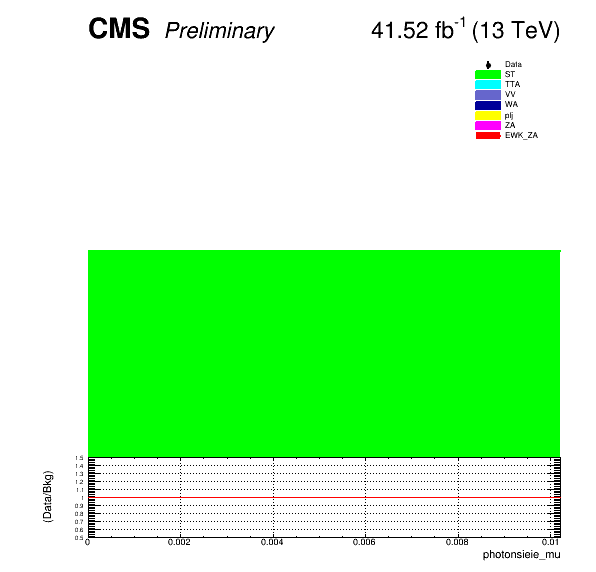 CMS Preliminary 41.52 fb-1 (13 TeV)
Data
ST
TTA
VV
WA
plj
ZA
EWK_ZA
(Data/Bkg)
1.5
1.4
1.3
1.2
1.1
1
0.9
0.8
0.7
0.6
0.5
0 0.002 0.004 0.006 0.008 0.01
photonsieie_mu